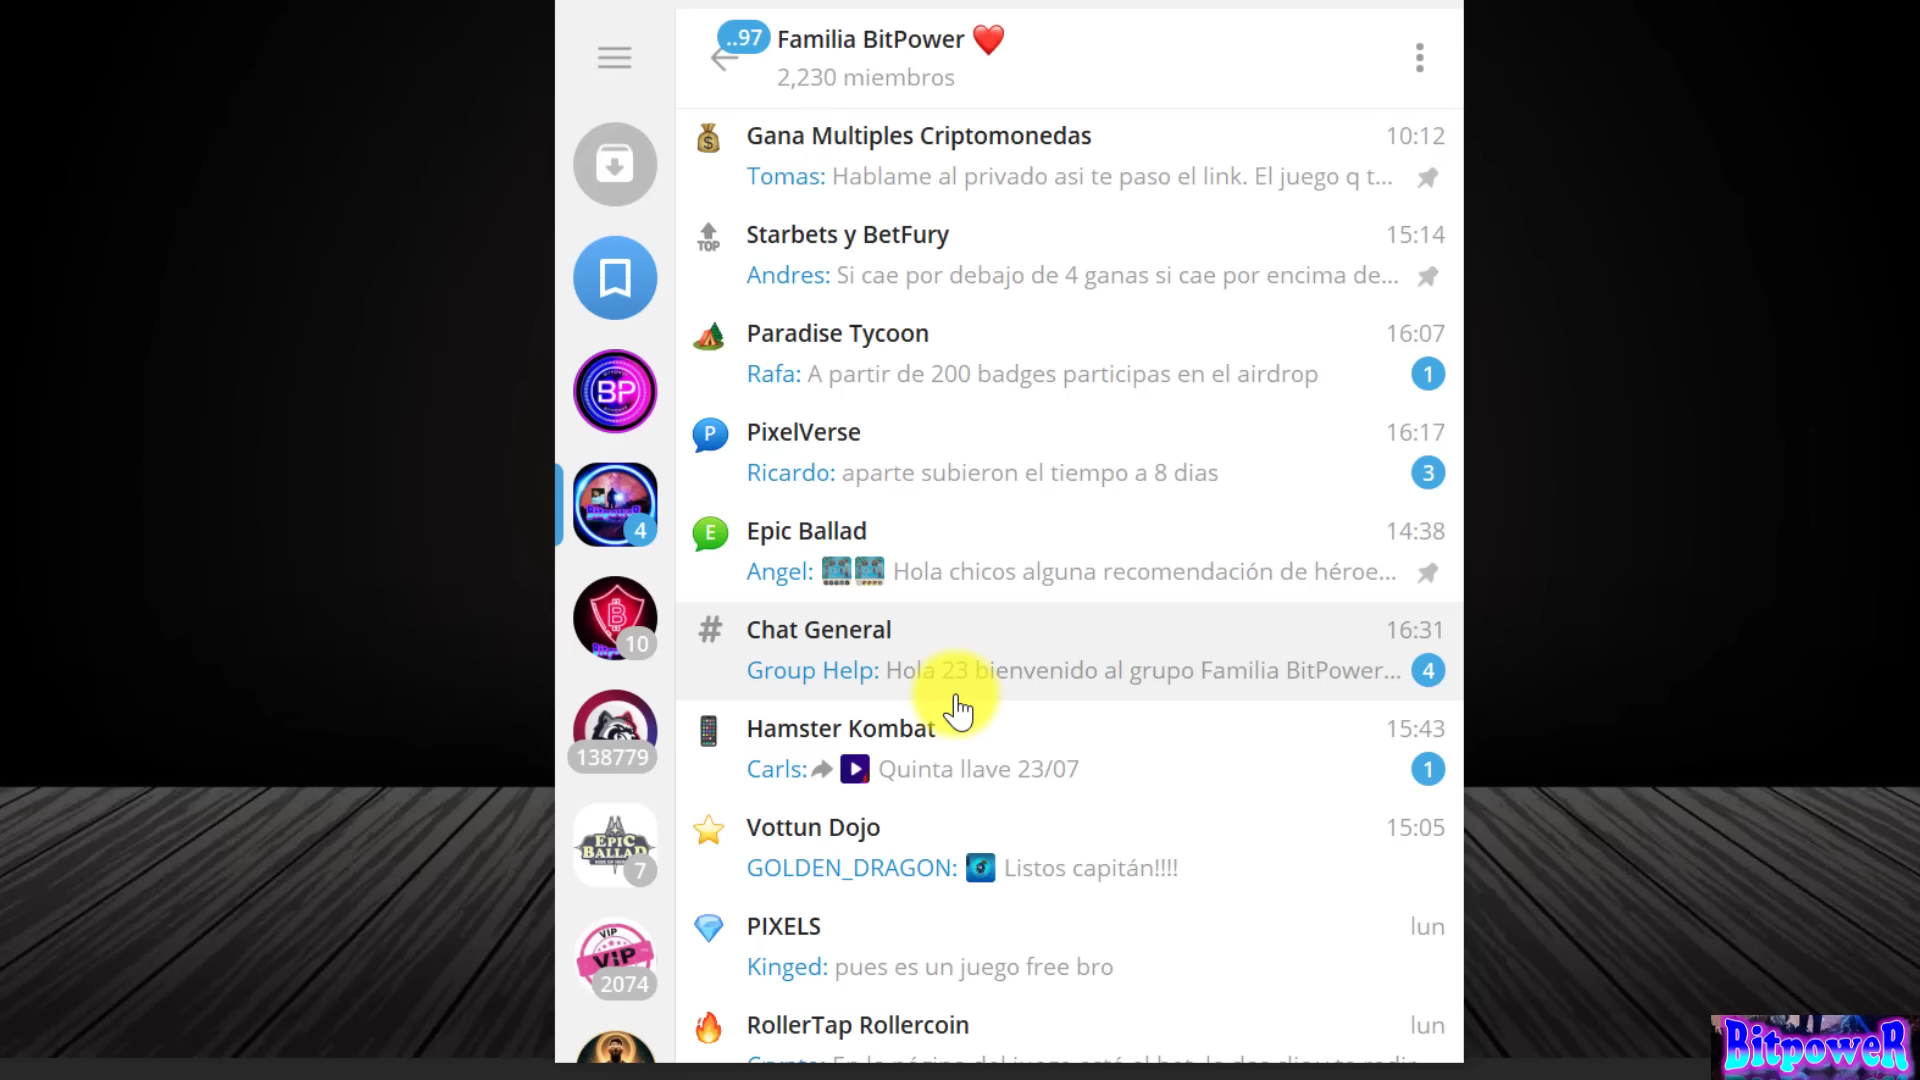 ..97
Familia BitPower ❤️
2,230 miembros
Gana Multiples Criptomonedas 10:12
Tomas: Hablame al privado asi te paso el link. El juego q t...
TOP
Starbets y BetFury 15:14
Andres: Si cae por debajo de 4 ganas si cae por encima de...
Paradise Tycoon 16:07
Rafa: A partir de 200 badges participas en el airdrop 1
BP
P
PixelVerse 16:17
Ricardo: aparte subieron el tiempo a 8 dias 3
BitpoweR
4
E
Epic Ballad 14:38
Angel: Hola chicos alguna recomendación de héroe...
# Chat General 16:31
Group Help: Hola 23 bienvenido al grupo Familia BitPower... 4
10
Hamster Kombat 15:43
Carls: Quinta llave 23/07 1
138779
Vottun Dojo 15:05
GOLDEN_DRAGON: Listos capitán!!!!
EPIC
BALLAD
7
PIXELS lun
Kinged: pues es un juego free bro
VIP
VIP
2074
RollerTap Rollercoin lun
BitpoweR